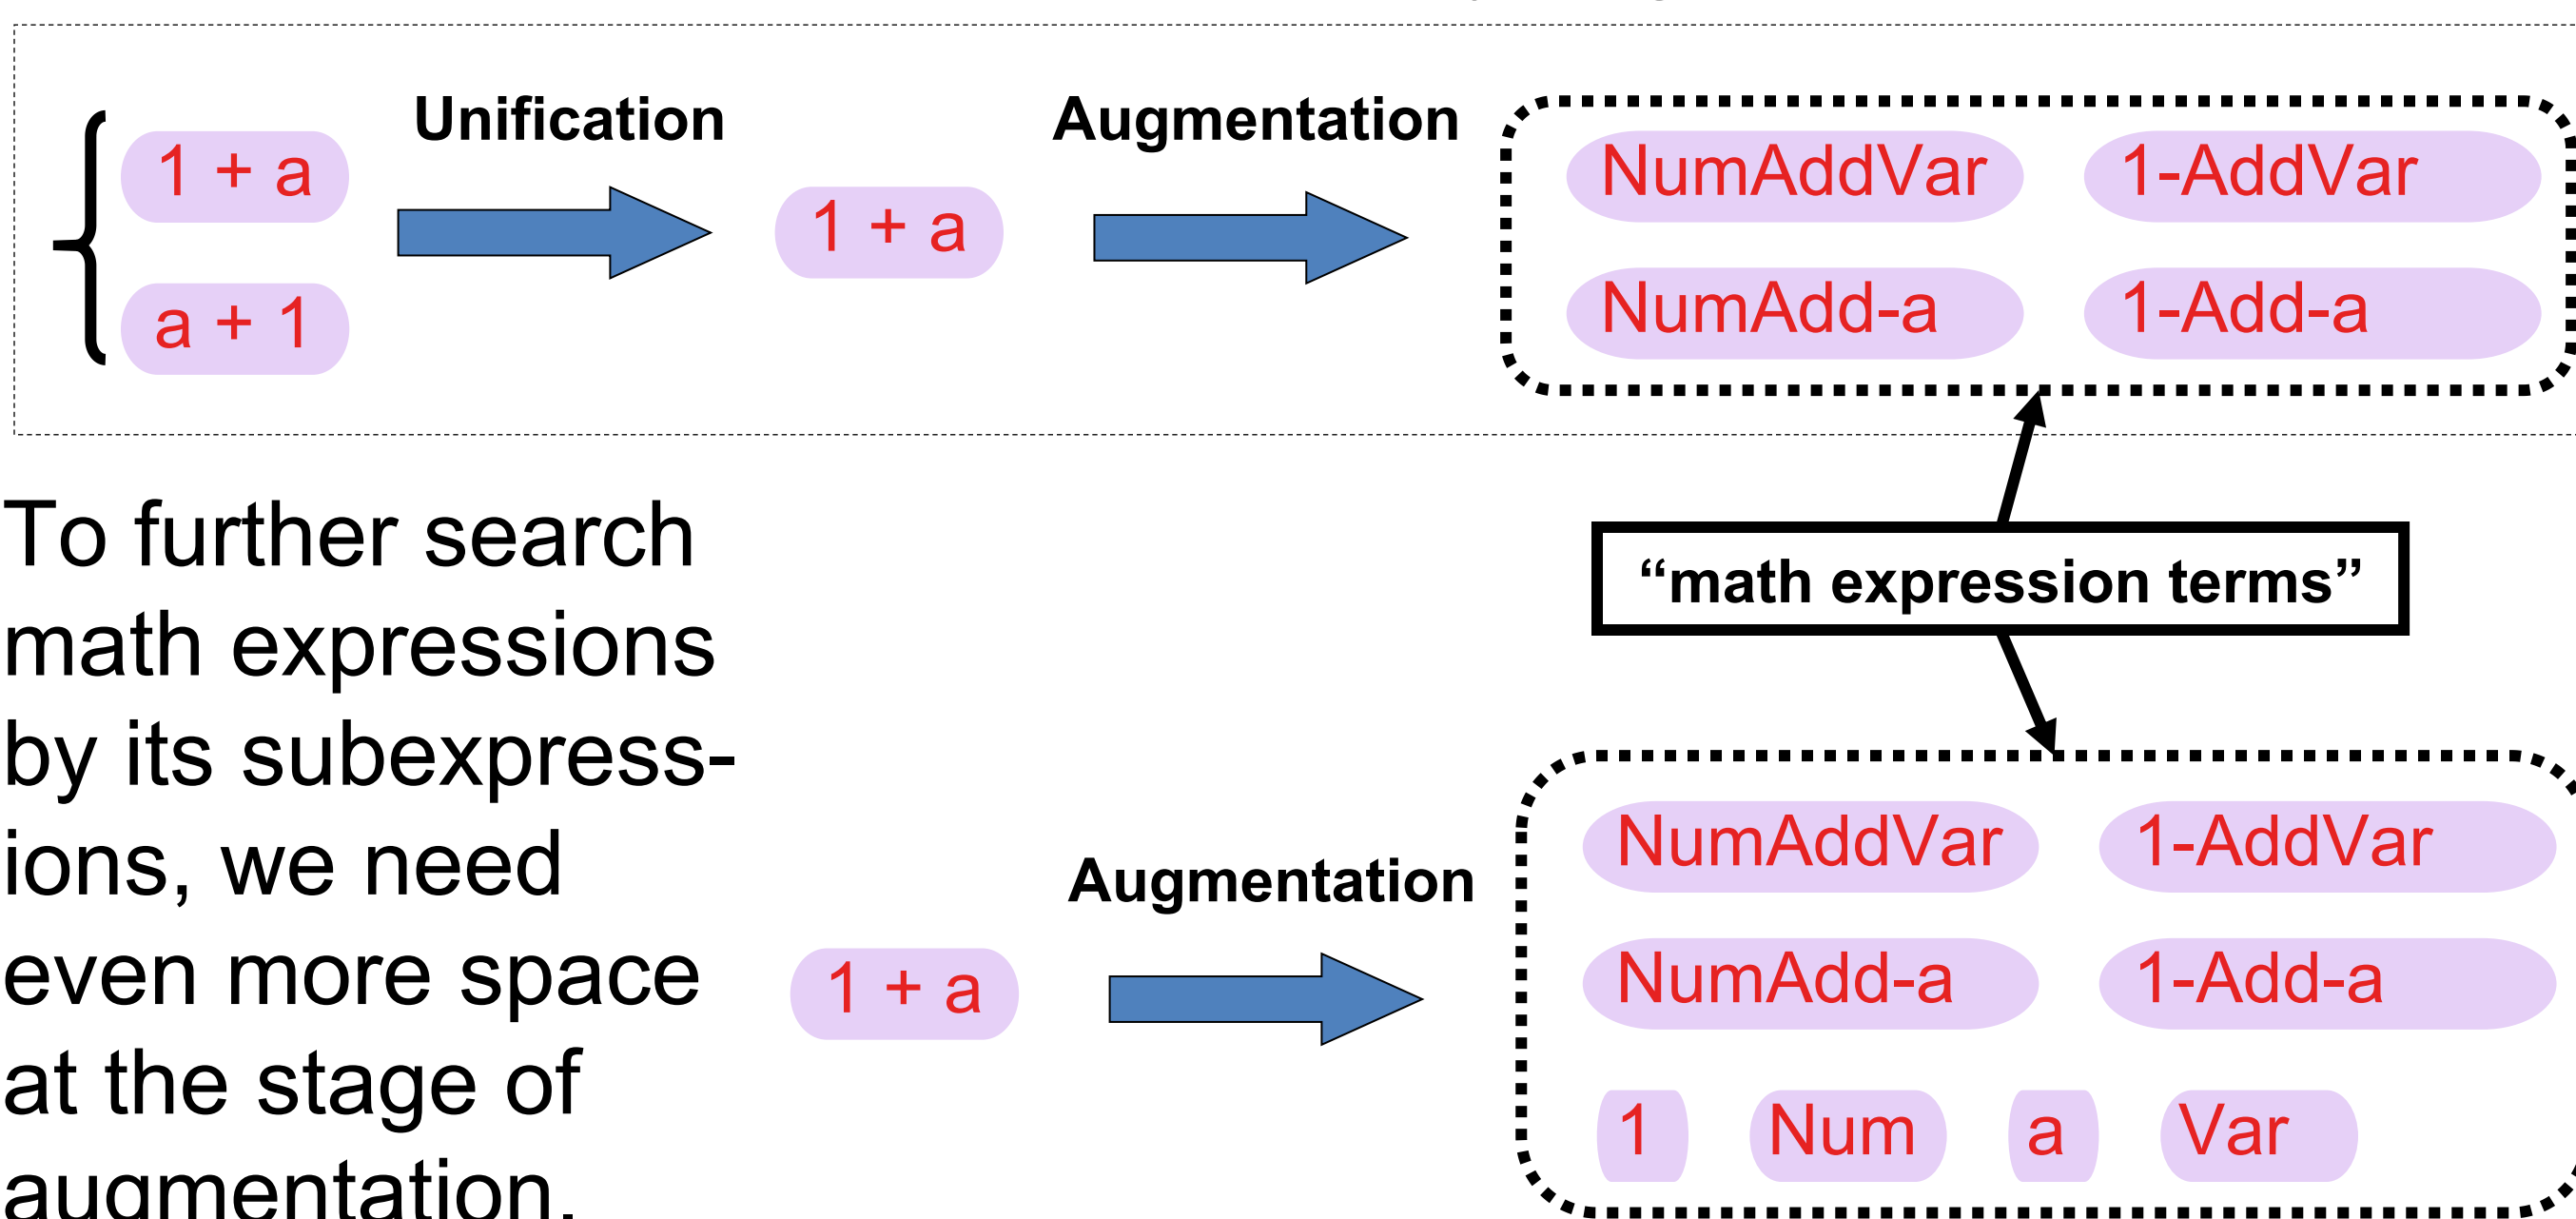 Unification
Augmentation
1 + a
a + 1
1 + a
NumAddVar
1-AddVar
NumAdd-a
1-Add-a
“math expression terms”
To further search
math expressions
by its subexpress-
ions, we need
even more space
at the stage of
augmentation.
Augmentation
1 + a
NumAddVar
1-AddVar
NumAdd-a
1-Add-a
1
Num
a
Var